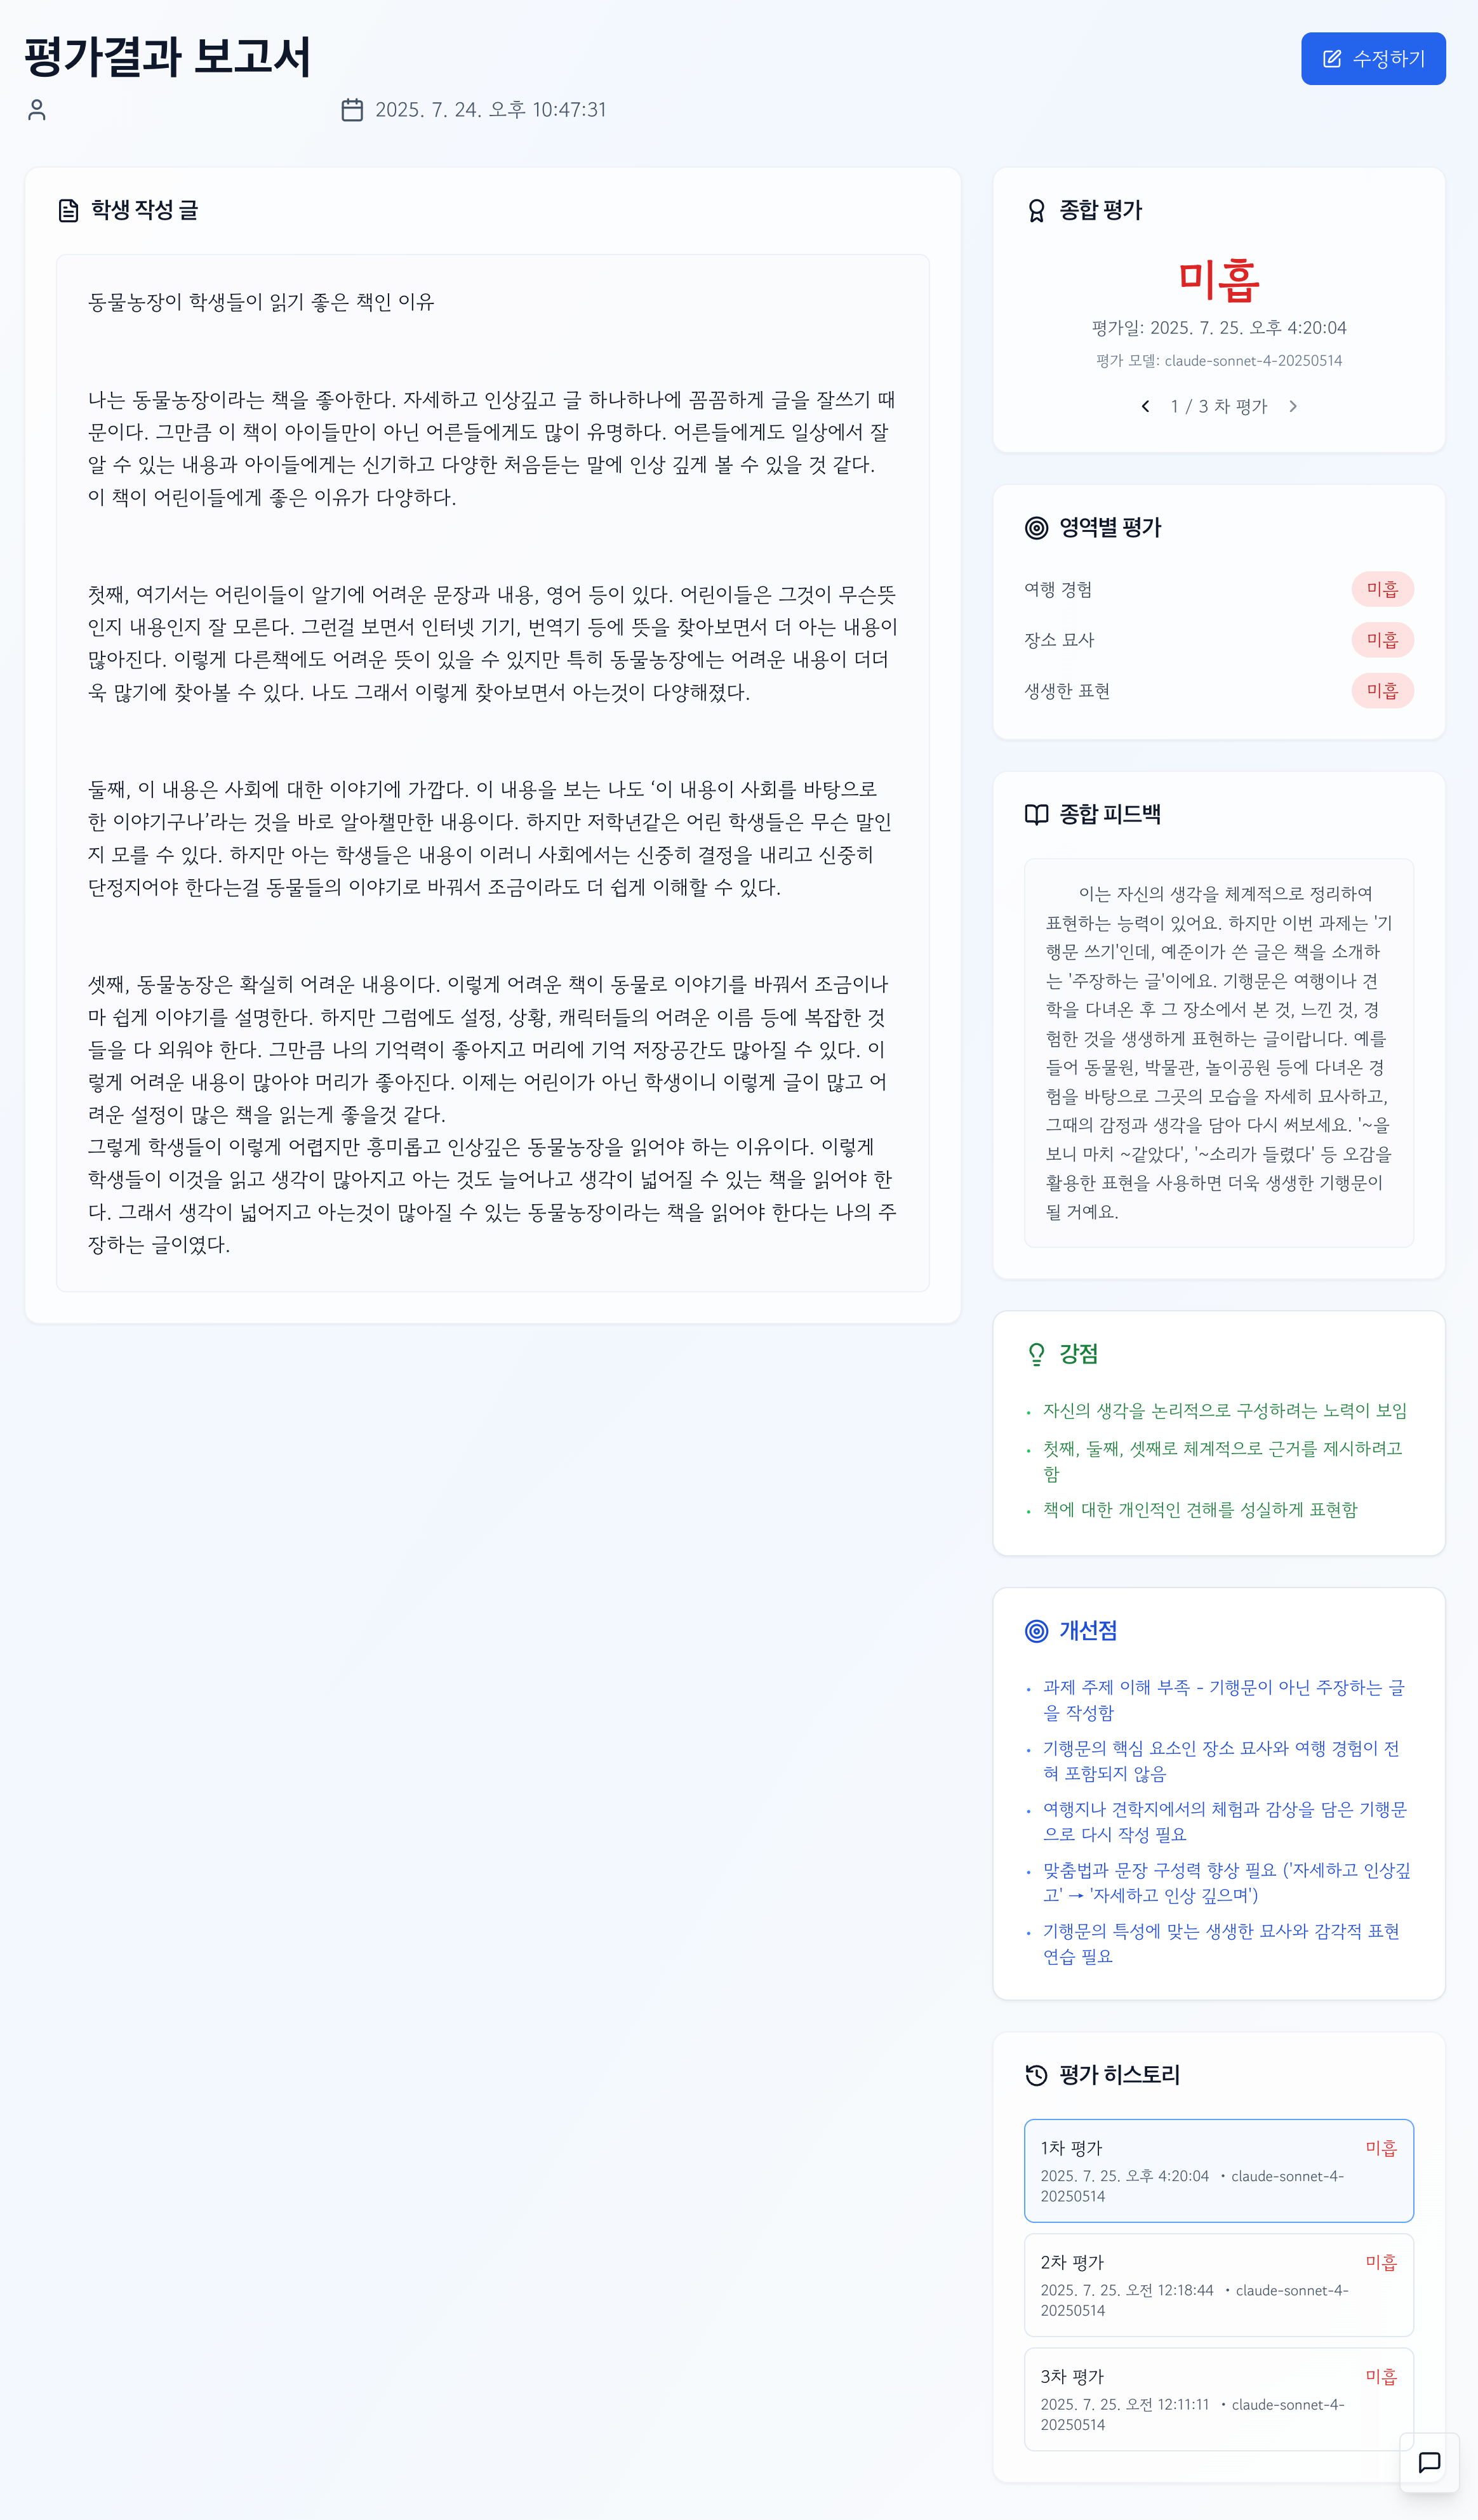 평가결과 보고서
수정하기
2025. 7. 24. 오후 10:47:31
학생 작성 글
동물농장이 학생들이 읽기 좋은 책인 이유
나는 동물농장이라는 책을 좋아한다. 자세하고 인상깊고 글 하나하나에 꼼꼼하게 글을 잘쓰기 때
문이다. 그만큼 이 책이 아이들만이 아닌 어른들에게도 많이 유명하다. 어른들에게도 일상에서 잘
알 수 있는 내용과 아이들에게는 신기하고 다양한 처음듣는 말에 인상 깊게 볼 수 있을 것 같다.
이 책이 어린이들에게 좋은 이유가 다양하다.
첫째, 여기서는 어린이들이 알기에 어려운 문장과 내용, 영어 등이 있다. 어린이들은 그것이 무슨뜻
인지 내용인지 잘 모른다. 그런걸 보면서 인터넷 기기, 번역기 등에 뜻을 찾아보면서 더 아는 내용이
많아진다. 이렇게 다른책에도 어려운 뜻이 있을 수 있지만 특히 동물농장에는 어려운 내용이 더더
욱 많기에 찾아볼 수 있다. 나도 그래서 이렇게 찾아보면서 아는것이 다양해졌다.
둘째, 이 내용은 사회에 대한 이야기에 가깝다. 이 내용을 보는 나도 ‘이 내용이 사회를 바탕으로
한 이야기구나’라는 것을 바로 알아챌만한 내용이다. 하지만 저학년같은 어린 학생들은 무슨 말인
지 모를 수 있다. 하지만 아는 학생들은 내용이 이러니 사회에서는 신중히 결정을 내리고 신중히
단정지어야 한다는걸 동물들의 이야기로 바꿔서 조금이라도 더 쉽게 이해할 수 있다.
셋째, 동물농장은 확실히 어려운 내용이다. 이렇게 어려운 책이 동물로 이야기를 바꿔서 조금이나
마 쉽게 이야기를 설명한다. 하지만 그럼에도 설정, 상황, 캐릭터들의 어려운 이름 등에 복잡한 것
들을 다 외워야 한다. 그만큼 나의 기억력이 좋아지고 머리에 기억 저장공간도 많아질 수 있다. 이
렇게 어려운 내용이 많아야 머리가 좋아진다. 이제는 어린이가 아닌 학생이니 이렇게 글이 많고 어
려운 설정이 많은 책을 읽는게 좋을것 같다.
그렇게 학생들이 이렇게 어렵지만 흥미롭고 인상깊은 동물농장을 읽어야 하는 이유이다. 이렇게
학생들이 이것을 읽고 생각이 많아지고 아는 것도 늘어나고 생각이 넓어질 수 있는 책을 읽어야 한
다. 그래서 생각이 넓어지고 아는것이 많아질 수 있는 동물농장이라는 책을 읽어야 한다는 나의 주
장하는 글이였다.
종합 평가
미흡
평가일: 2025. 7. 25. 오후 4:20:04
평가 모델: claude-sonnet-4-20250514
1 / 3 차 평가
영역별 평가
여행 경험 미흡
장소 묘사 미흡
생생한 표현 미흡
종합 피드백
이는 자신의 생각을 체계적으로 정리하여
표현하는 능력이 있어요. 하지만 이번 과제는 '기
행문 쓰기'인데, 예준이가 쓴 글은 책을 소개하
는 '주장하는 글'이에요. 기행문은 여행이나 견
학을 다녀온 후 그 장소에서 본 것, 느낀 것, 경
험한 것을 생생하게 표현하는 글이랍니다. 예를
들어 동물원, 박물관, 놀이공원 등에 다녀온 경
험을 바탕으로 그곳의 모습을 자세히 묘사하고,
그때의 감정과 생각을 담아 다시 써보세요. '~을
보니 마치 ~같았다', '~소리가 들렸다' 등 오감을
활용한 표현을 사용하면 더욱 생생한 기행문이
될 거예요.
강점
• 자신의 생각을 논리적으로 구성하려는 노력이 보임
• 첫째, 둘째, 셋째로 체계적으로 근거를 제시하려고
함
• 책에 대한 개인적인 견해를 성실하게 표현함
개선점
• 과제 주제 이해 부족 - 기행문이 아닌 주장하는 글
을 작성함
• 기행문의 핵심 요소인 장소 묘사와 여행 경험이 전
혀 포함되지 않음
• 여행지나 견학지에서의 체험과 감상을 담은 기행문
으로 다시 작성 필요
• 맞춤법과 문장 구성력 향상 필요 ('자세하고 인상깊
고' → '자세하고 인상 깊으며')
• 기행문의 특성에 맞는 생생한 묘사와 감각적 표현
연습 필요
평가 히스토리
1차 평가 미흡
2025. 7. 25. 오후 4:20:04 • claude-sonnet-4-
20250514
2차 평가 미흡
2025. 7. 25. 오전 12:18:44 • claude-sonnet-4-
20250514
3차 평가 미흡
2025. 7. 25. 오전 12:11:11 • claude-sonnet-4-
20250514